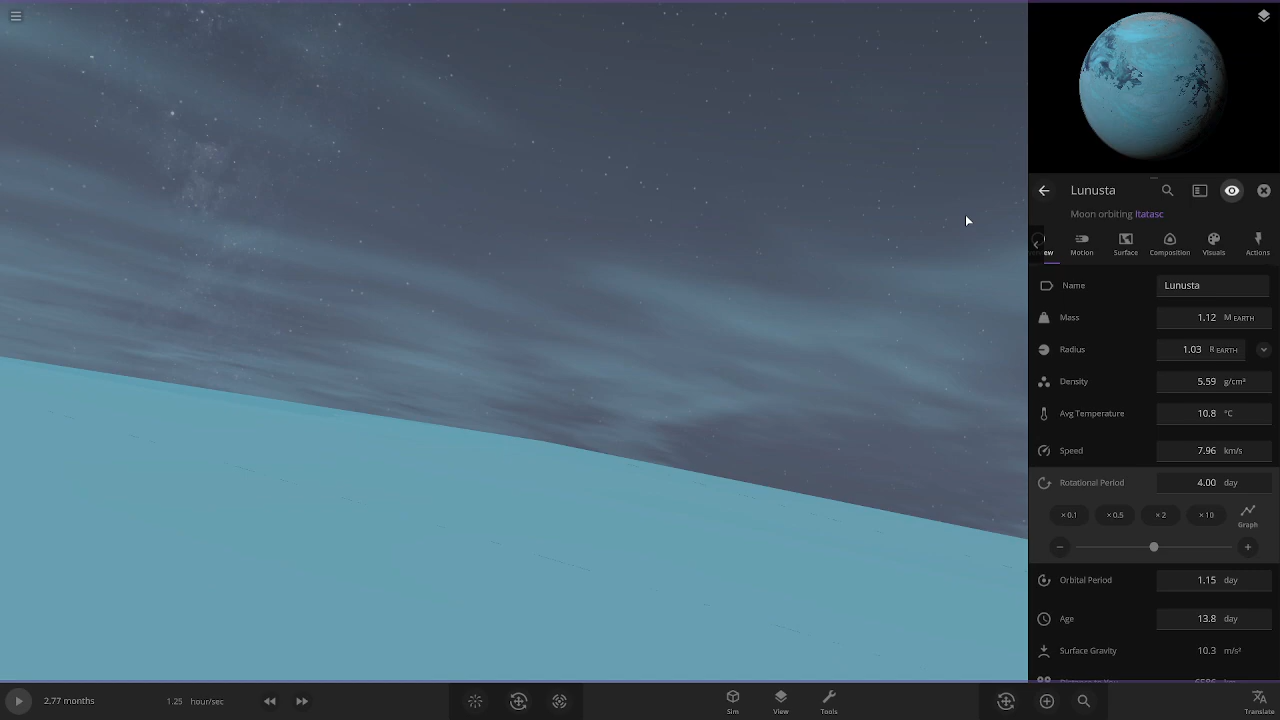 Lunusta
Moon orbiting Itatasc
Motion Surface Composition Visuals Actions
Name Lunusta
Mass 1.12 M EARTH
Radius 1.03 R EARTH
Density 5.59 g/cm³
Avg Temperature 10.8 °C
Speed 7.96 km/s
Rotational Period 4.00 day
×0.1 ×0.5 ×2 ×10 Graph
Orbital Period 1.15 day
Age 13.8 day
Surface Gravity 10.3 m/s²
2.77 months 1.25 hour/sec Sim View Tools Translate